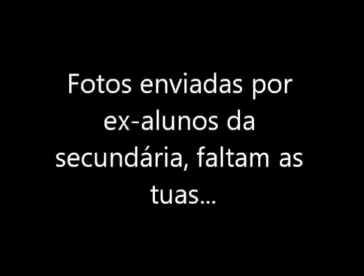 Fotos enviadas por
ex-alunos da
secundária, faltam as
tuas...